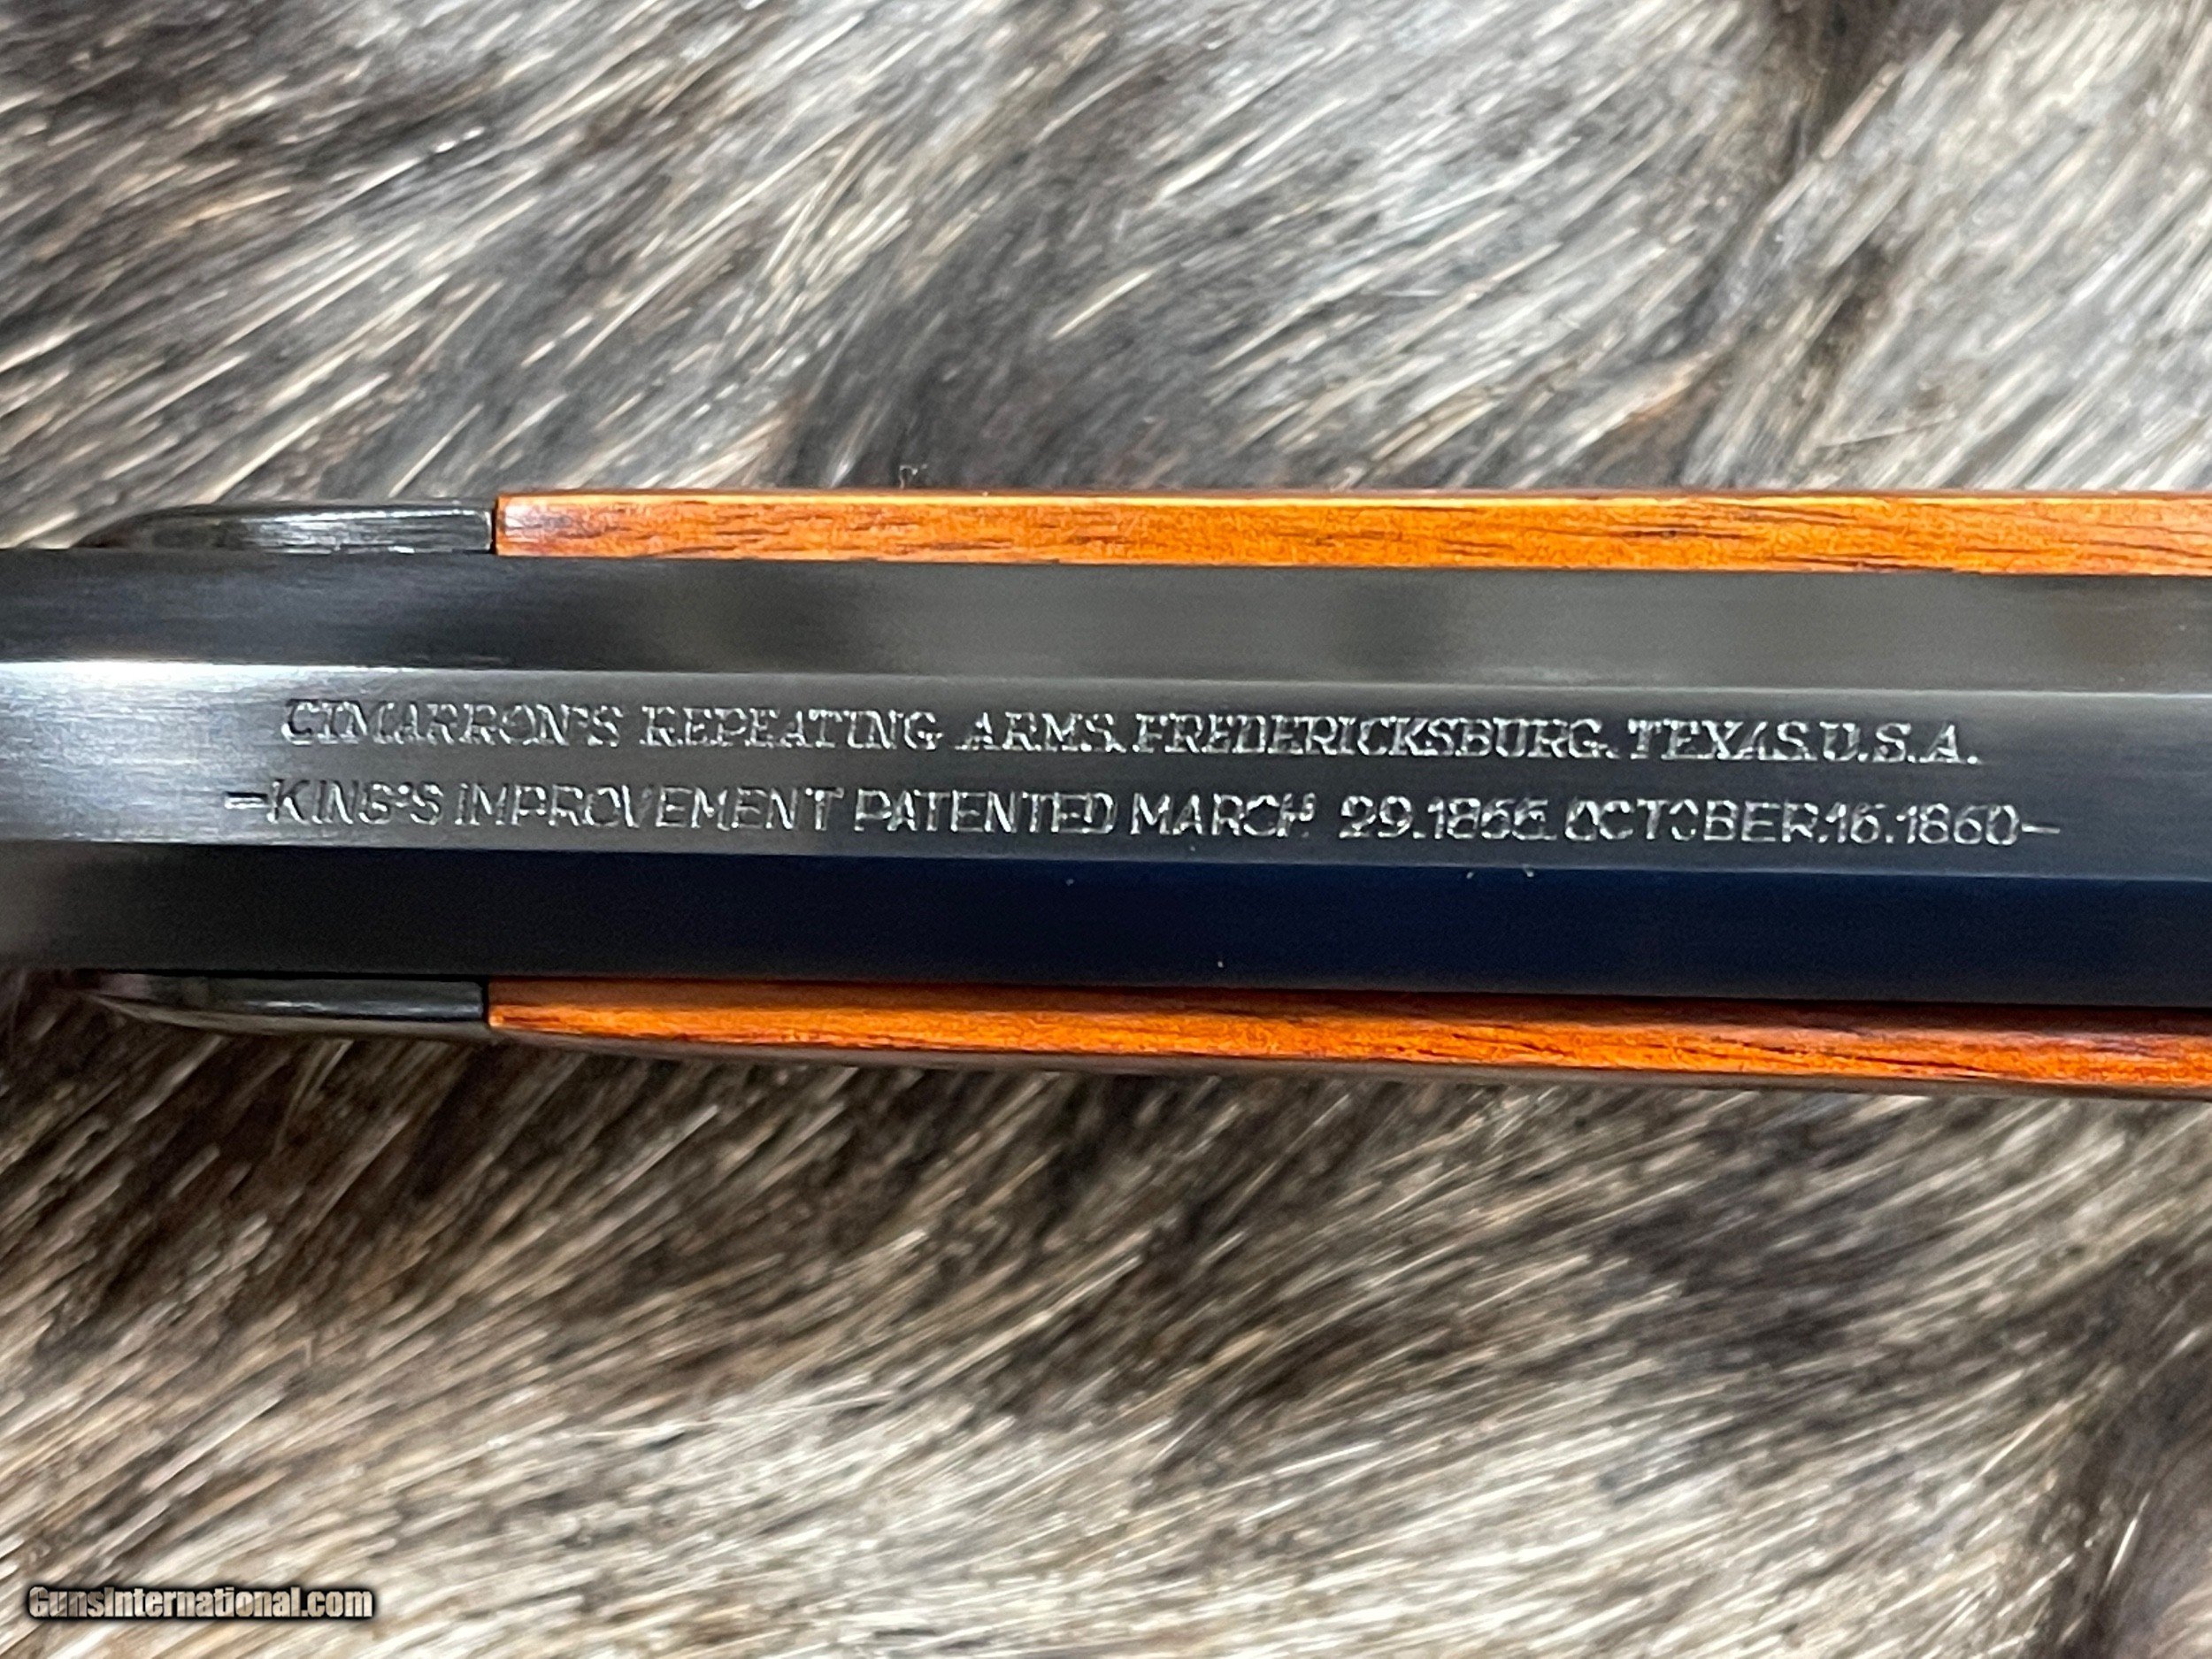 CIMARRON'S REPEATING ARMS. FREDERICKSBURG. TEXAS.U.S.A.
-KING'S IMPROVEMENT PATENTED MARCH 29.1866. OCTOBER.16.1860-
GunsInternational.com